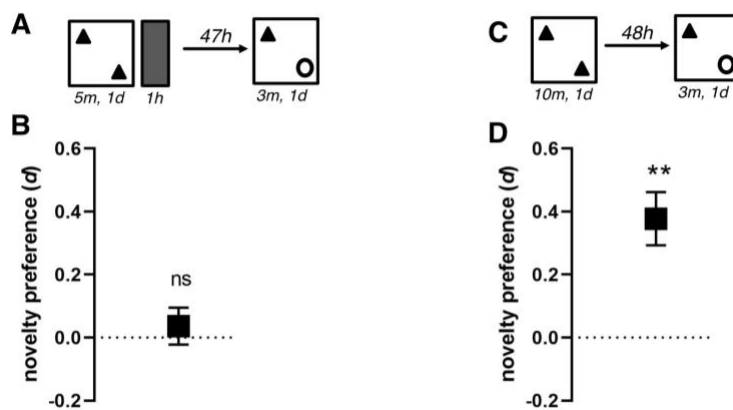 A
47h
5m, 1d
1h
3m, 1d
B
novelty preference (d)
0.6
0.4
0.2
0.0
-0.2
ns
C
48h
10m, 1d
3m, 1d
D
novelty preference (d)
0.6
0.4
0.2
0.0
-0.2
**